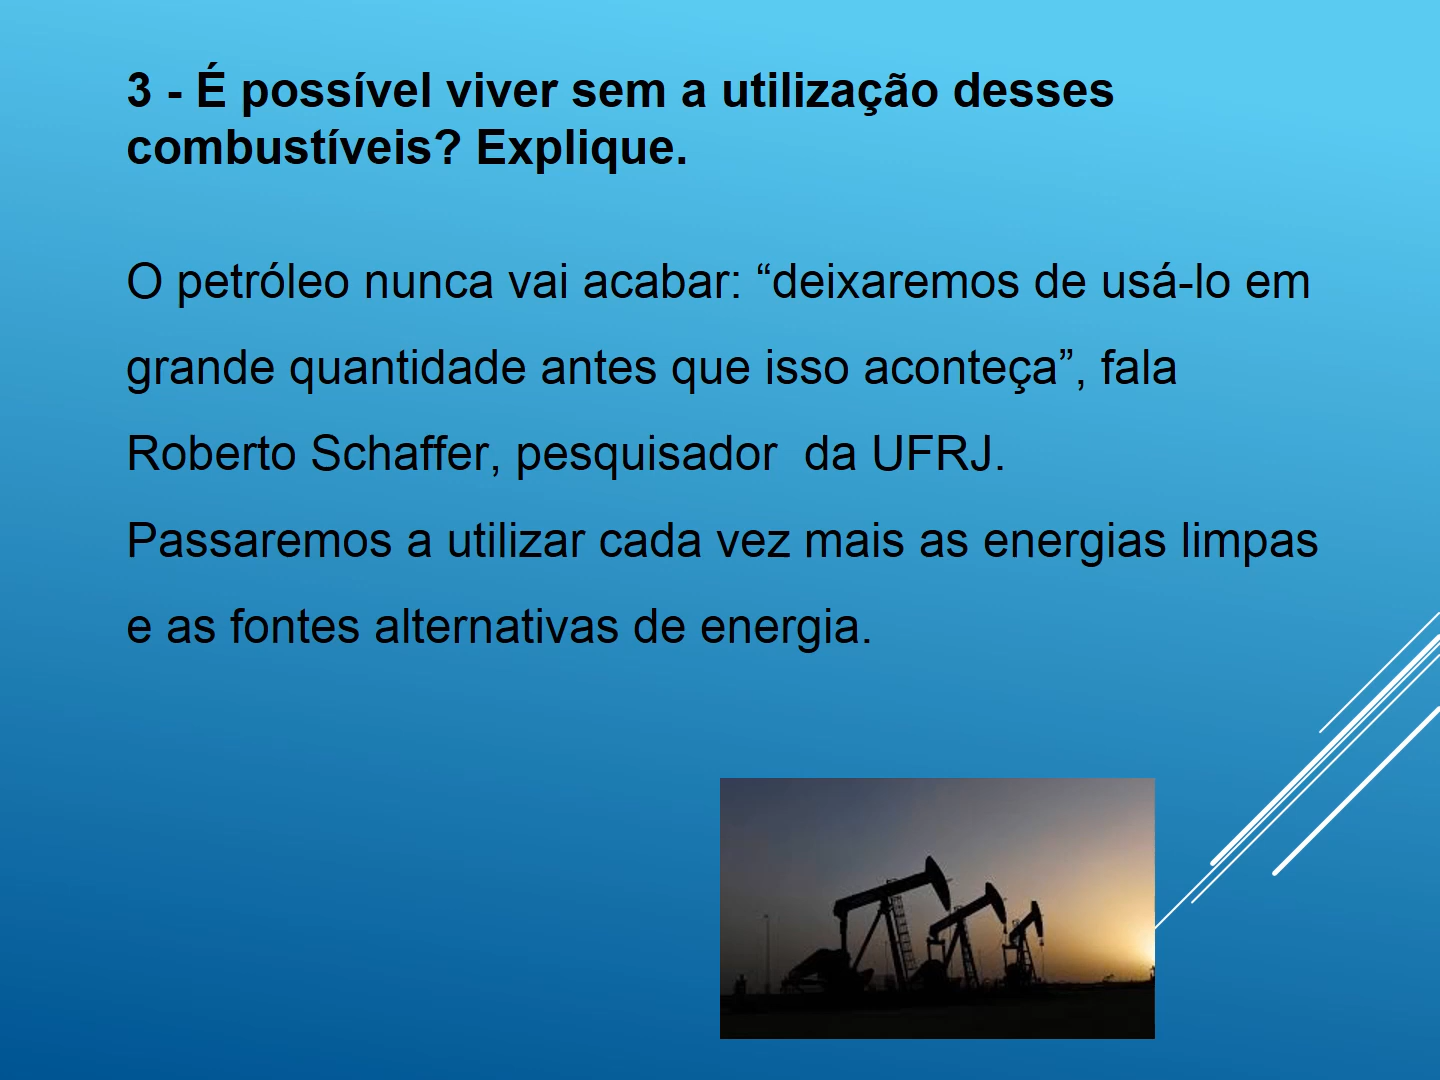 3 - É possível viver sem a utilização desses
combustíveis? Explique.
O petróleo nunca vai acabar: “deixaremos de usá-lo em
grande quantidade antes que isso aconteça”, fala
Roberto Schaffer, pesquisador  da UFRJ.
Passaremos a utilizar cada vez mais as energias limpas
e as fontes alternativas de energia.